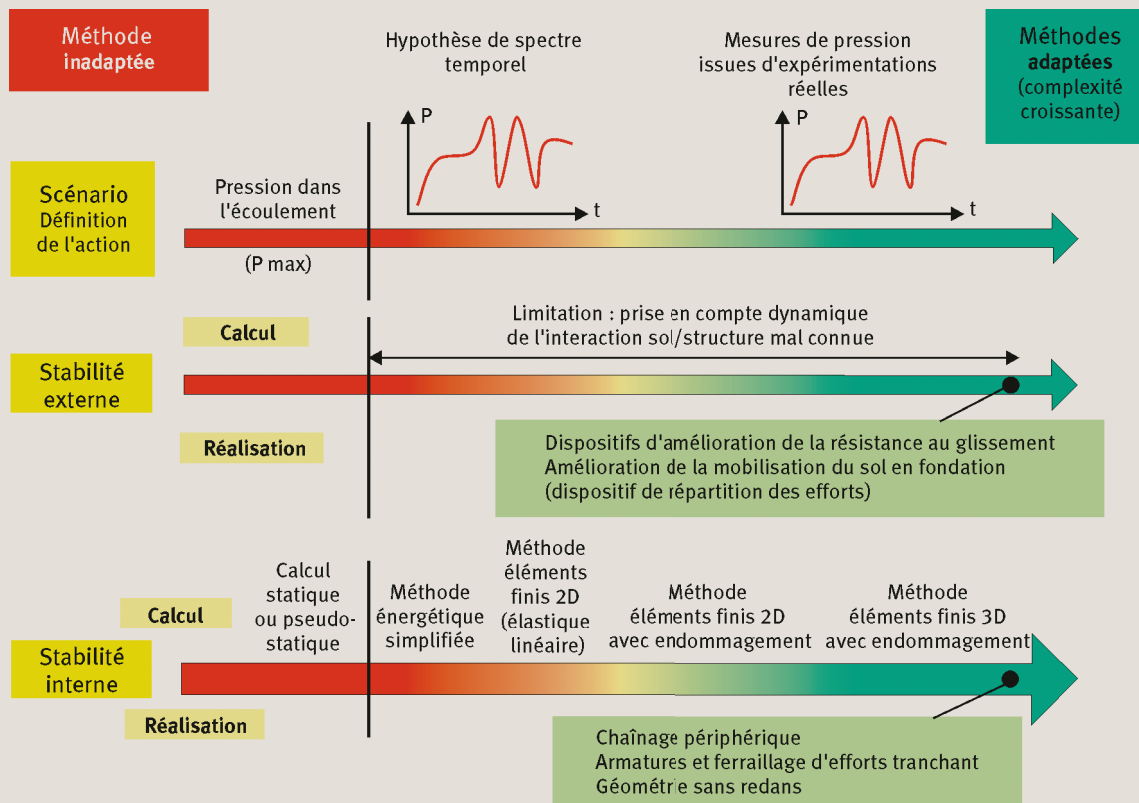 Méthode
inadaptée
Hypothèse de spectre
temporel
Mesures de pression
issues d'expérimentations
réelles
Méthodes
adaptées
(complexité
croissante)
P
t
P
t
Scénario
Définition
de l'action
Pression dans
l'écoulement
(P max)
Calcul
Limitation : prise en compte dynamique
de l'interaction sol/structure mal connue
Stabilité
externe
Réalisation
Dispositifs d'amélioration de la résistance au glissement
Amélioration de la mobilisation du sol en fondation
(dispositif de répartition des efforts)
Calcul
Calcul
statique
ou pseudo-
statique
Méthode
énergétique
simplifiée
Méthode
éléments
finis 2D
(élastique
linéaire)
Méthode
éléments finis 2D
avec endommagement
Méthode
éléments finis 3D
avec endommagement
Stabilité
interne
Réalisation
Chaînage périphérique
Armatures et ferraillage d'efforts tranchant
Géométrie sans redans